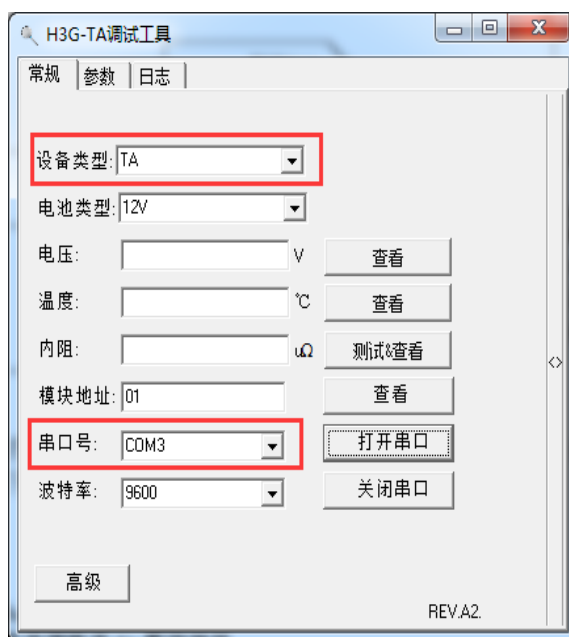 H3G-TA调试工具
常规 参数 日志
设备类型: TA
电池类型: 12V
电压: V 查看
温度: ℃ 查看
内阻: uΩ 测试&查看
模块地址: 01 查看
串口号: COM3 打开串口
波特率: 9600 关闭串口
高级
REV.A2.